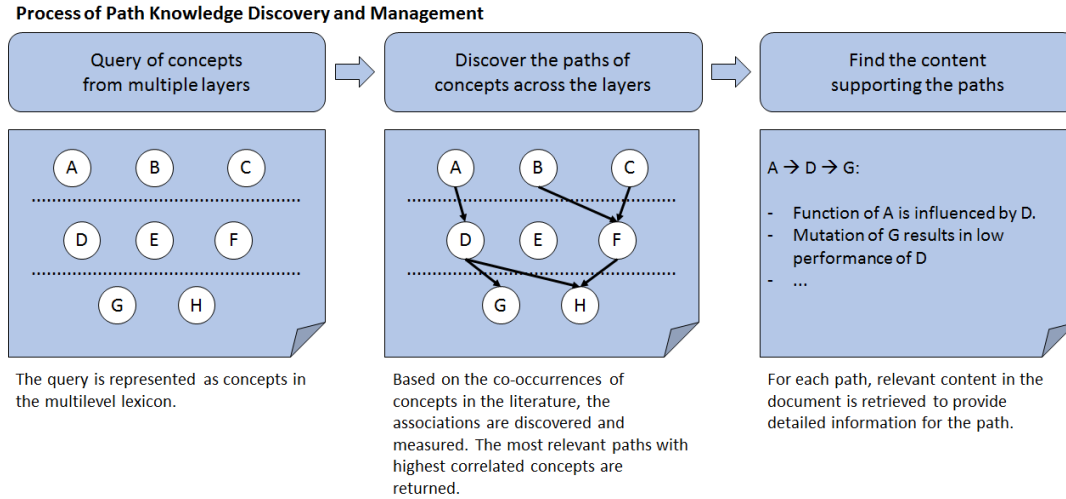 Process of Path Knowledge Discovery and Management
Query of concepts
from multiple layers
Discover the paths of
concepts across the layers
Find the content
supporting the paths
A B C
D E F
G H
A B C
D E F
G H
A → D → G:
- Function of A is influenced by D.
- Mutation of G results in low
performance of D
- ...
The query is represented as concepts in
the multilevel lexicon.
Based on the co-occurrences of
concepts in the literature, the
associations are discovered and
measured. The most relevant paths with
highest correlated concepts are
returned.
For each path, relevant content in the
document is retrieved to provide
detailed information for the path.